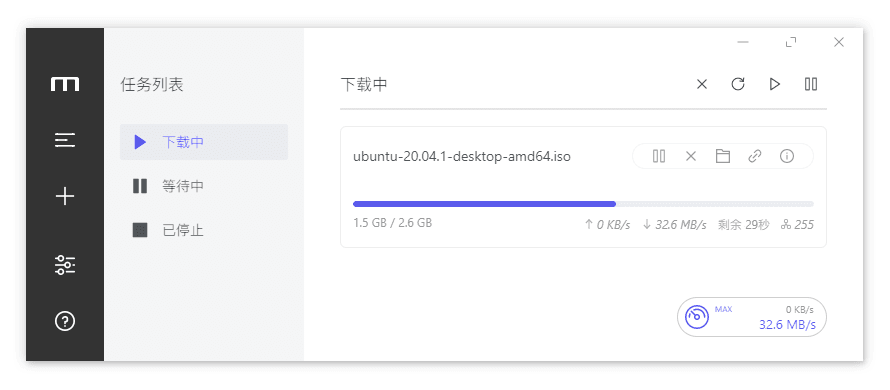 m
任务列表
下载中
等待中
已停止
下载中
ubuntu-20.04.1-desktop-amd64.iso
1.5 GB / 2.6 GB
↑ 0 KB/s ↓ 32.6 MB/s 剩余 29秒 255
MAX
0 KB/s
32.6 MB/s